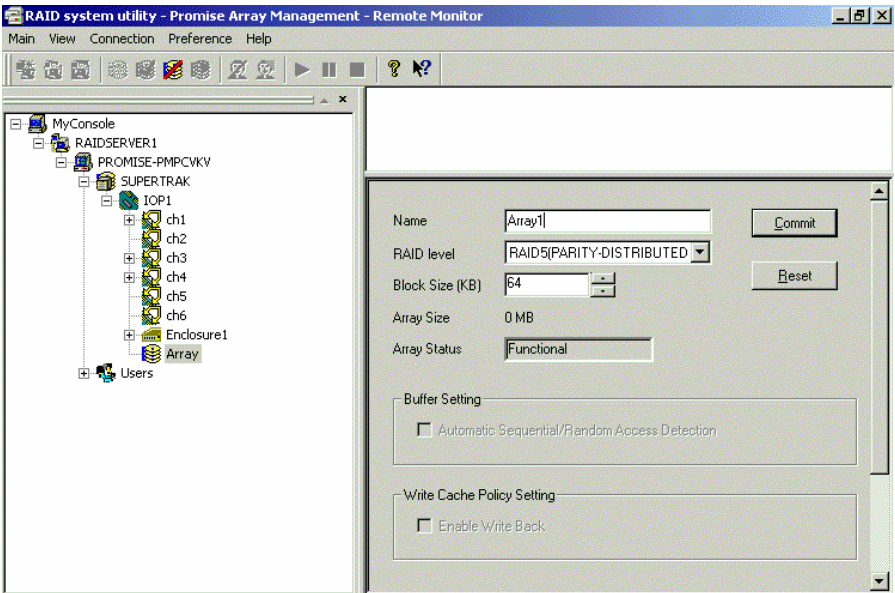 RAID system utility - Promise Array Management - Remote Monitor
Main View Connection Preference Help
MyConsole
RAIDSERVER1
PROMISE-PMPCVKV
SUPERTRAK
IOP1
ch1
ch2
ch3
ch4
ch5
ch6
Enclosure1
Array
Users
Name Array1 Commit
RAID level RAID5(PARITY-DISTRIBUTED
Block Size (KB) 64 Reset
Array Size 0 MB
Array Status Functional
Buffer Setting
Automatic Sequential/Random Access Detection
Write Cache Policy Setting
Enable Write Back